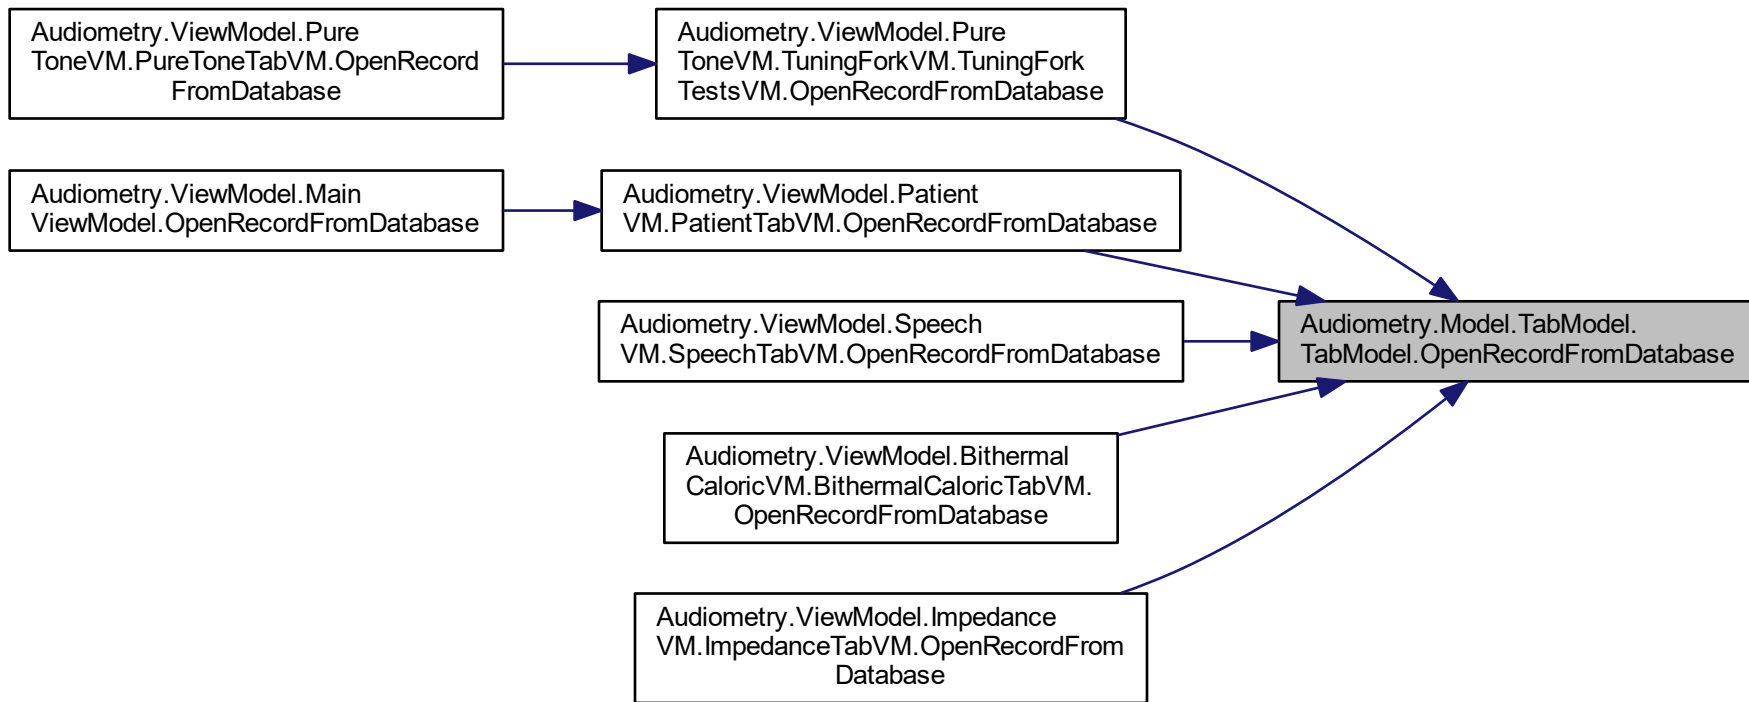 Audiometry.ViewModel.Pure
ToneVM.PureToneTabVM.OpenRecord
FromDatabase
Audiometry.ViewModel.Pure
ToneVM.TuningForkVM.TuningFork
TestsVM.OpenRecordFromDatabase
Audiometry.ViewModel.Main
ViewModel.OpenRecordFromDatabase
Audiometry.ViewModel.Patient
VM.PatientTabVM.OpenRecordFromDatabase
Audiometry.ViewModel.Speech
VM.SpeechTabVM.OpenRecordFromDatabase
Audiometry.Model.TabModel.
TabModel.OpenRecordFromDatabase
Audiometry.ViewModel.Bithermal
CaloricVM.BithermalCaloricTabVM.
OpenRecordFromDatabase
Audiometry.ViewModel.Impedance
VM.ImpedanceTabVM.OpenRecordFrom
Database